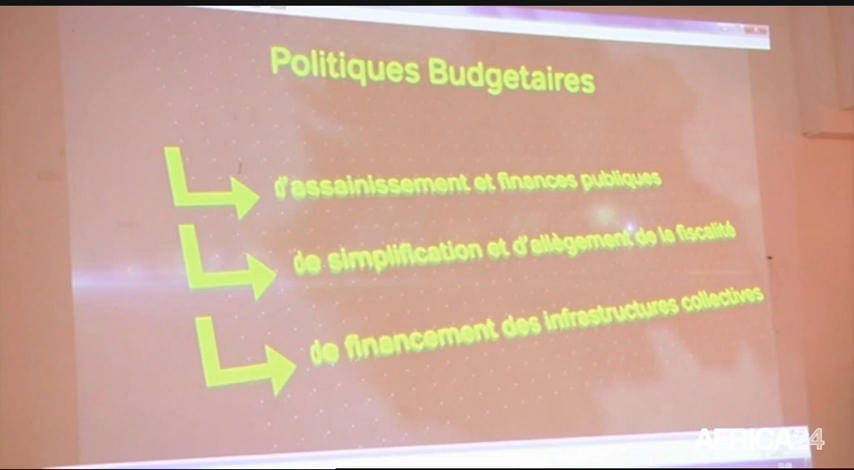 Politiques Budgetaires
d'assainissement et finances publiques
de simplification et d'allègement de la fiscalité
de financement des infrastructures collectives
AFRICA24